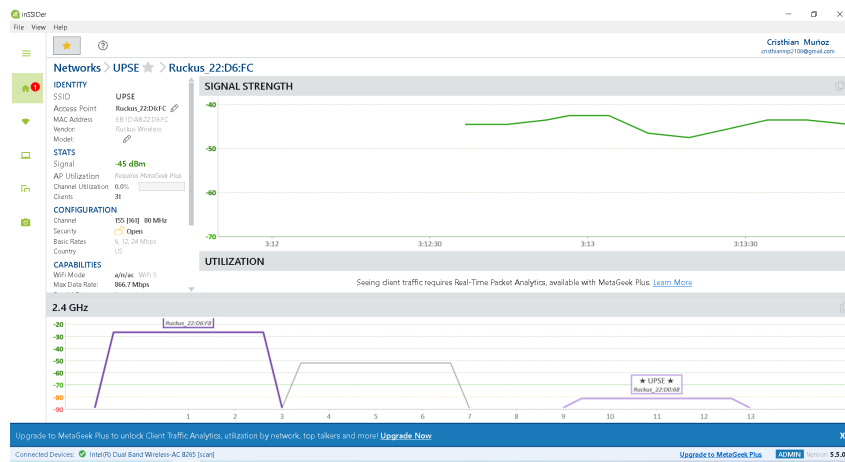 inSSIDer
File View Help
Cristhian Muñoz
cristhianmp2108@gmail.com
Networks UPSE Ruckus_22:D6:FC
1
IDENTITY
SSID UPSE
Access Point Ruckus_22:D6:FC
MAC Address EB:1D:AB:22:D6:FC
Vendor: Ruckus Wireless
Model:
STATS
Signal -45 dBm
AP Utilization Requires MetaGeek Plus
Channel Utilization 0.0%
Clients 31
CONFIGURATION
Channel 155 [161] 80 MHz
Security Open
Basic Rates 6, 12, 24 Mbps
Country US
CAPABILITIES
WiFi Mode a/n/ac WiFi 5
Max Data Rate: 866.7 Mbps
SIGNAL STRENGTH
-40
-50
-60
-70
3:12 3:12:30 3:13 3:13:30
UTILIZATION
Seeing client traffic requires Real-Time Packet Analytics, available with MetaGeek Plus. Learn More
2.4 GHz
-20
-30
-40
-50
-60
-70
-80
-90
Ruckus_22:D6:F8
★ UPSE ★
Ruckus_22:D0:68
1 2 3 4 5 6 7 8 9 10 11 12 13
Upgrade to MetaGeek Plus to unlock Client Traffic Analytics, utilization by network, top talkers and more! Upgrade Now X
Connected Devices: Intel(R) Dual Band Wireless-AC 8265 [scan] Upgrade to MetaGeek Plus ADMIN Version 5.5.0